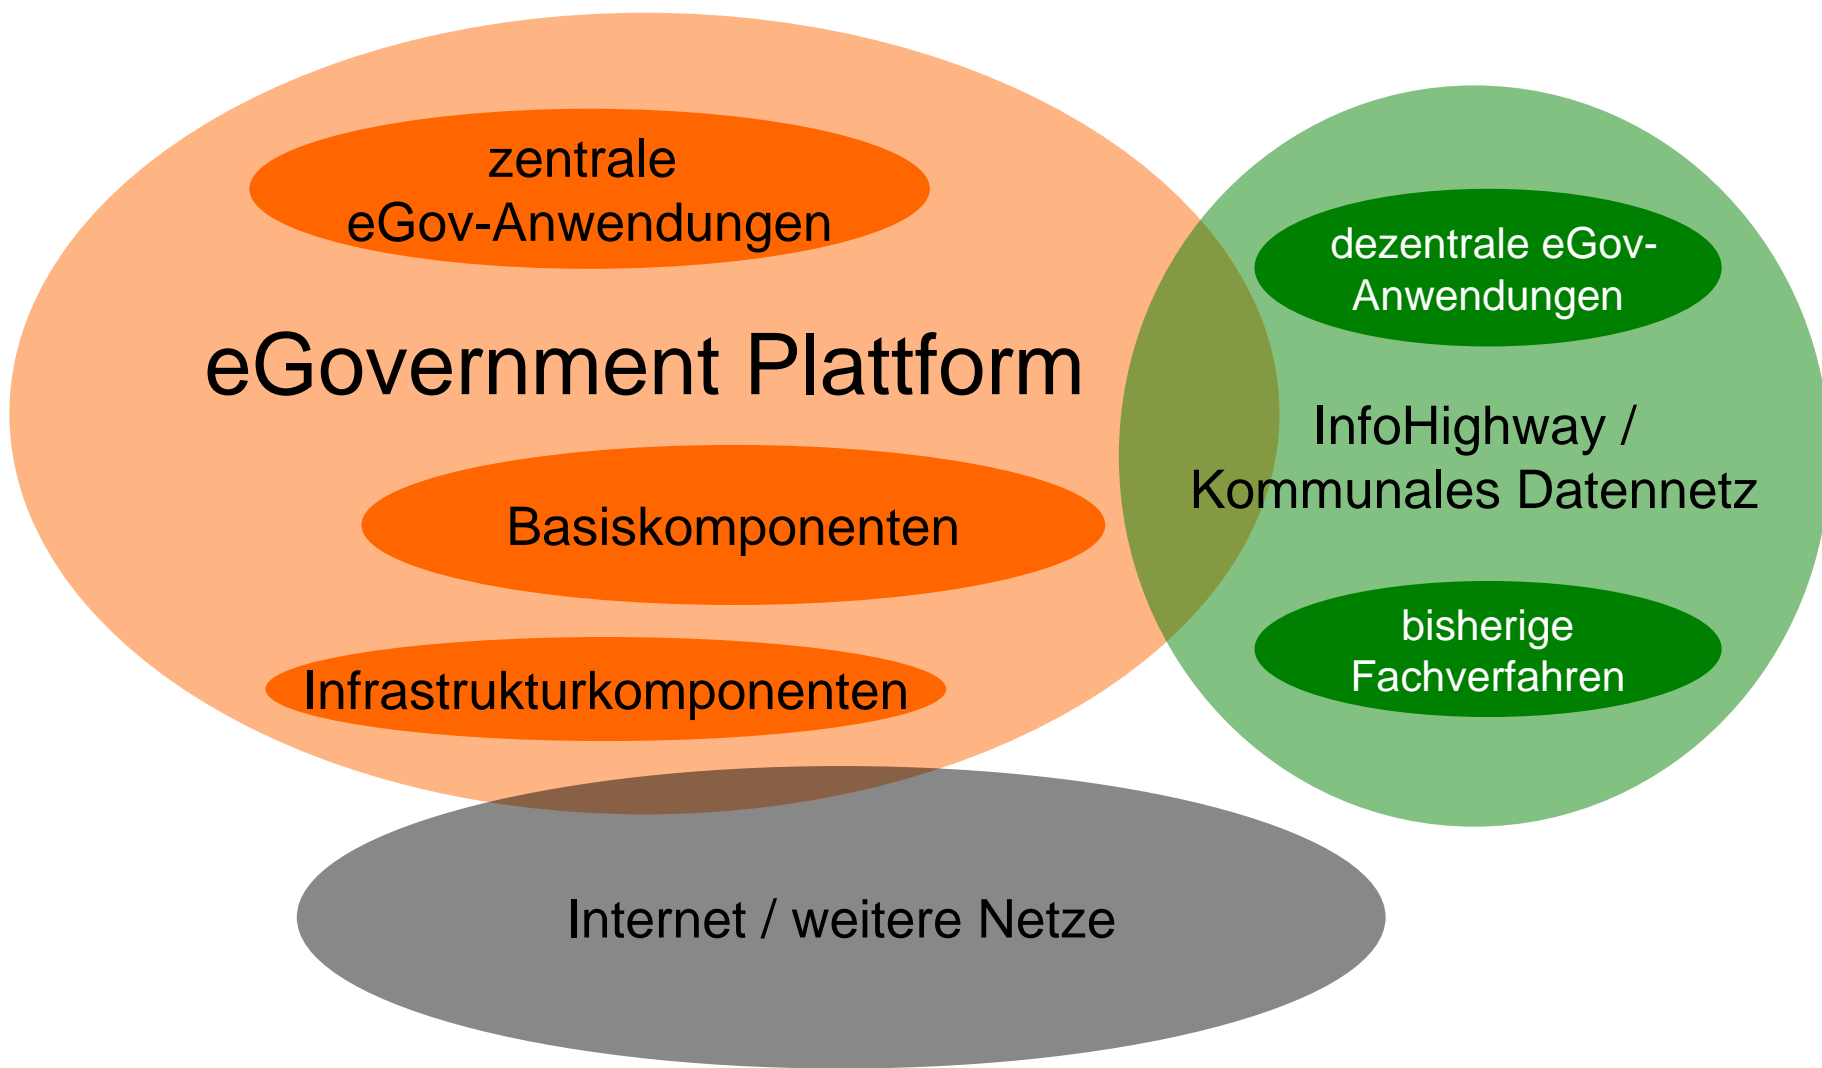 zentrale
eGov-Anwendungen
eGovernment Plattform
Basiskomponenten
Infrastrukturkomponenten
dezentrale eGov-
Anwendungen
InfoHighway /
Kommunales Datennetz
bisherige
Fachverfahren
Internet / weitere Netze